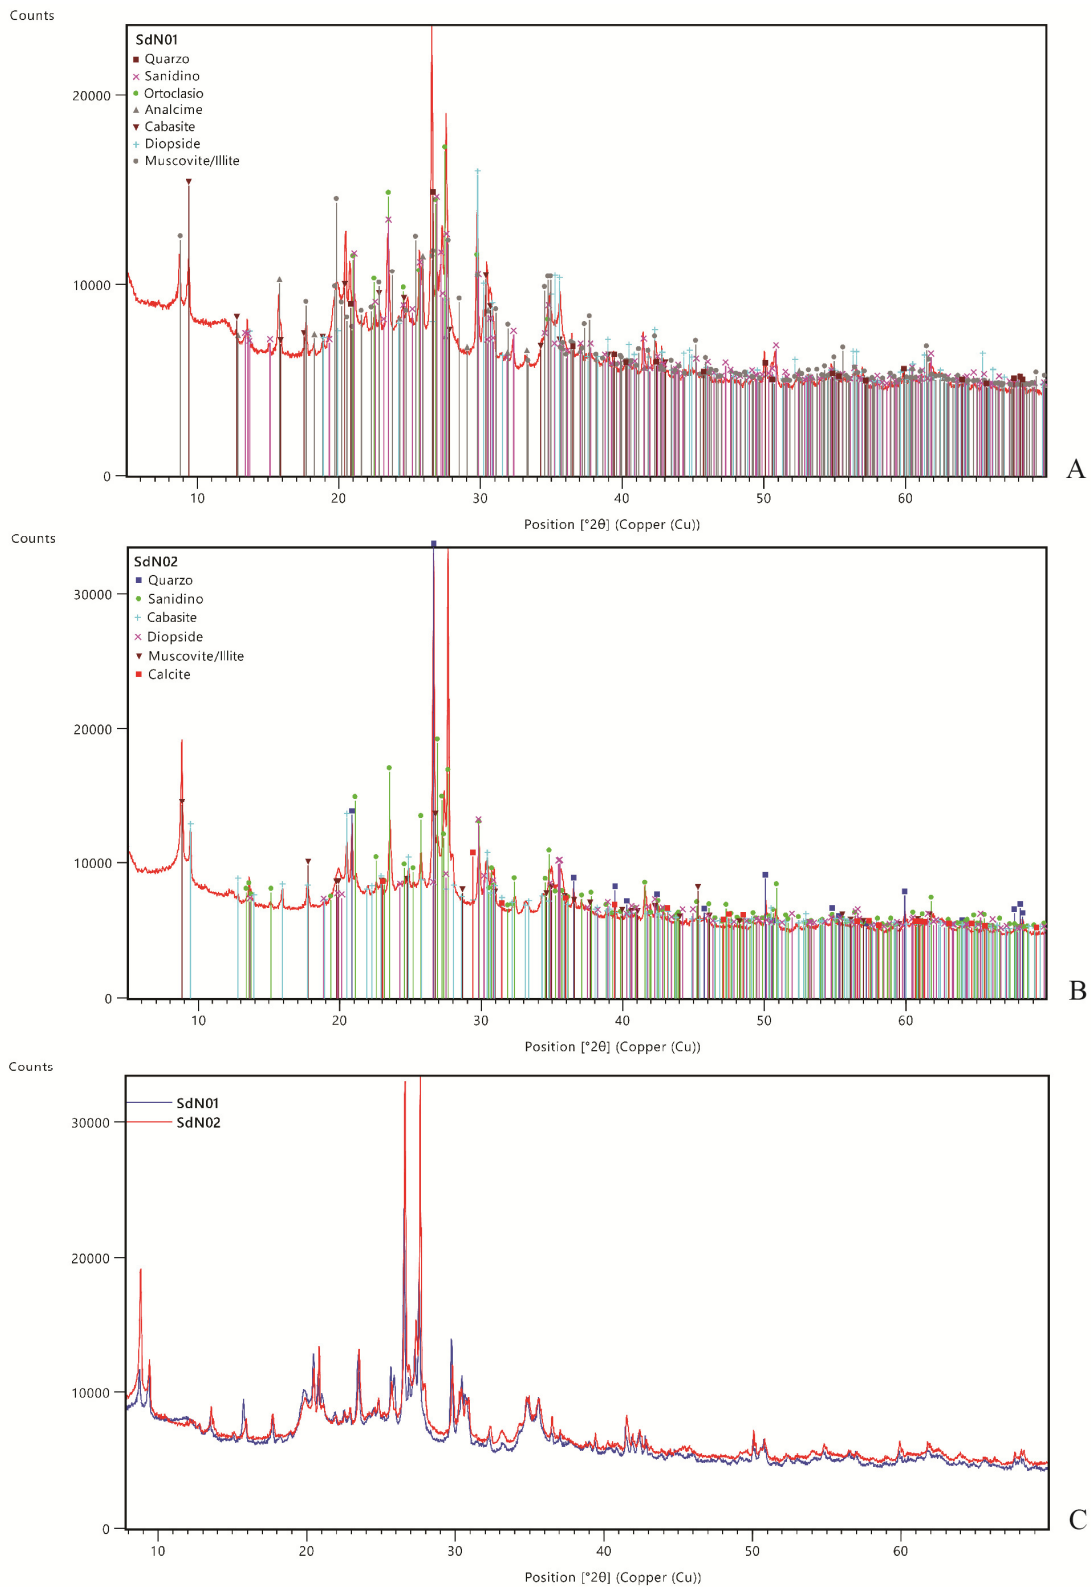 Counts
SdN01
Quarzo
Sanidino
Ortoclasio
Analcime
Cabasite
Diopside
Muscovite/Illite
20000
10000
0
10 20 30 40 50 60
Position [°2θ] (Copper (Cu))
A
Counts
SdN02
Quarzo
Sanidino
Cabasite
Diopside
Muscovite/Illite
Calcite
30000
20000
10000
0
10 20 30 40 50 60
Position [°2θ] (Copper (Cu))
B
Counts
SdN01
SdN02
30000
20000
10000
0
10 20 30 40 50 60
Position [°2θ] (Copper (Cu))
C